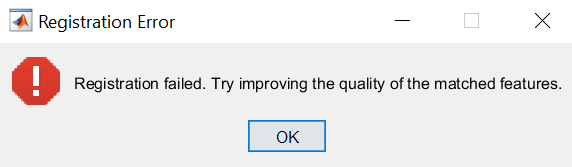 Registration Error
Registration failed. Try improving the quality of the matched features.
OK